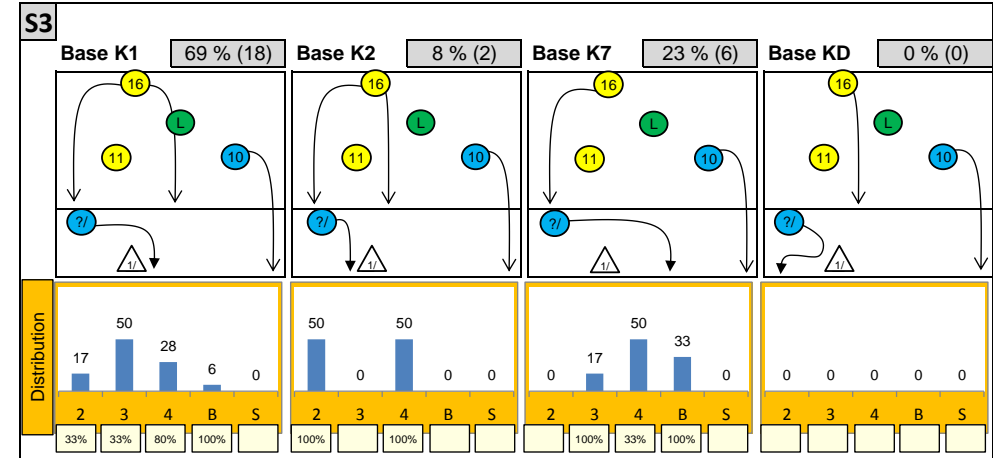 S3
Base K1 69 % (18) Base K2 8 % (2) Base K7 23 % (6) Base KD 0 % (0)
16 16 16 16
L L L L
11 10 11 10 11 10 11 10
?/ ?/ ?/ ?/
1/ 1/ 1/ 1/
Distribution
17 50 28 6 0 50 0 50 0 0 0 17 50 33 0 0 0 0 0 0
2 3 4 B S 2 3 4 B S 2 3 4 B S 2 3 4 B S
33% 33% 80% 100% 100% 100% 100% 33% 100%